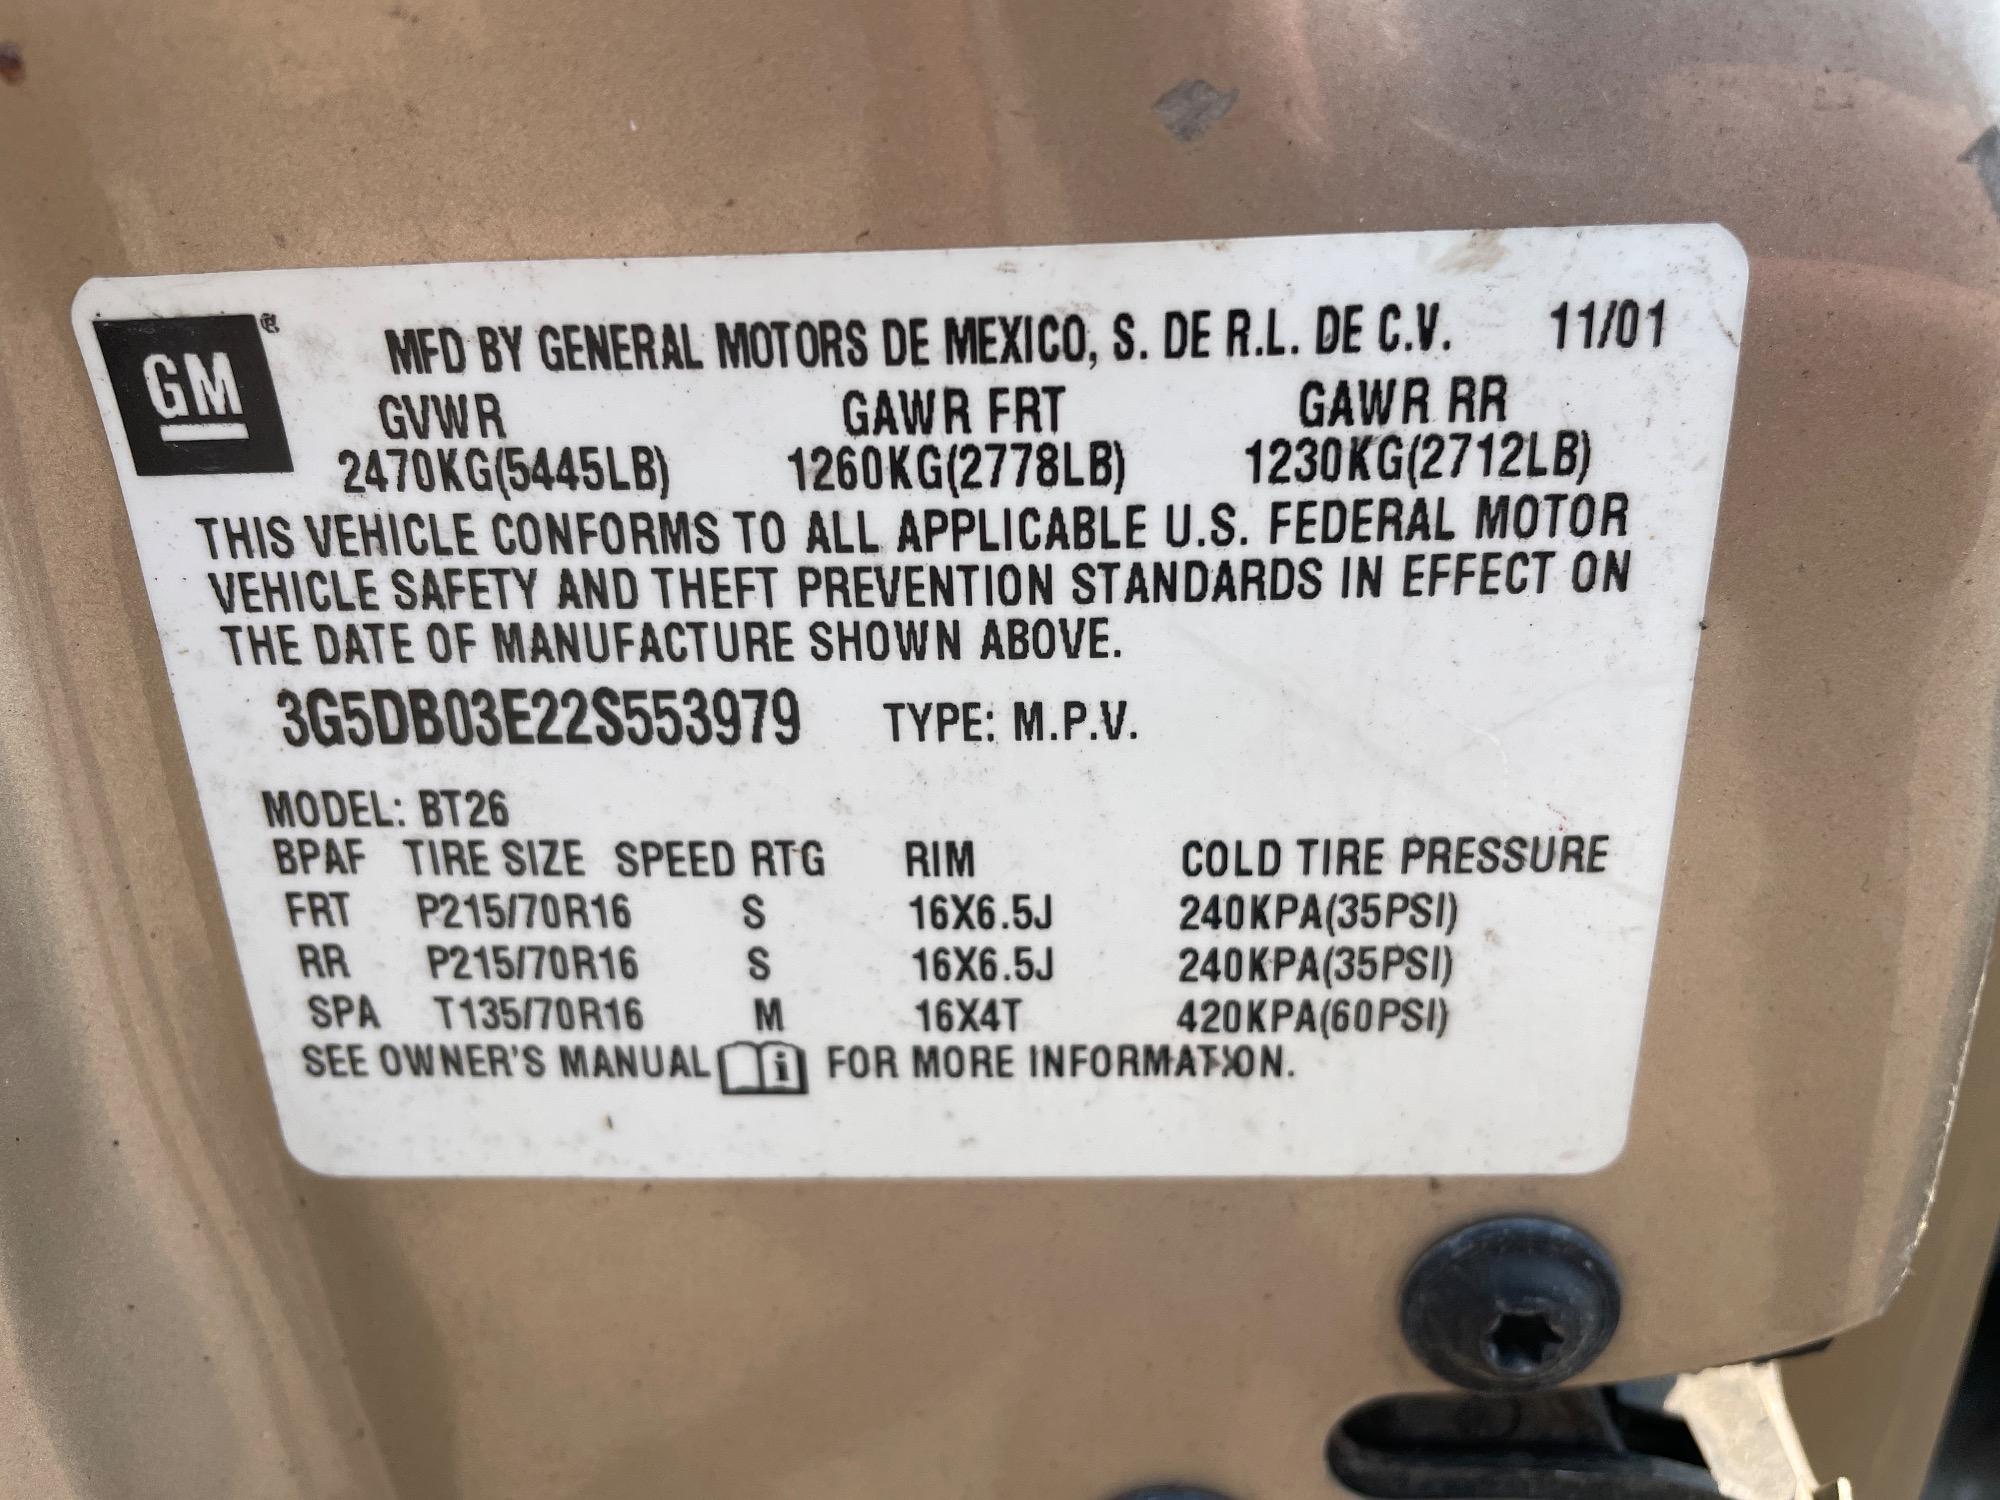 GM ®
MFD BY GENERAL MOTORS DE MEXICO, S. DE R.L. DE C.V. 11/01
GVWR GAWR FRT GAWR RR
2470KG(5445LB) 1260KG(2778LB) 1230KG(2712LB)
THIS VEHICLE CONFORMS TO ALL APPLICABLE U.S. FEDERAL MOTOR
VEHICLE SAFETY AND THEFT PREVENTION STANDARDS IN EFFECT ON
THE DATE OF MANUFACTURE SHOWN ABOVE.
3G5DB03E22S553979 TYPE: M.P.V.
MODEL: BT26
BPAF TIRE SIZE SPEED RTG RIM COLD TIRE PRESSURE
FRT P215/70R16 S 16X6.5J 240KPA(35PSI)
RR P215/70R16 S 16X6.5J 240KPA(35PSI)
SPA T135/70R16 M 16X4T 420KPA(60PSI)
SEE OWNER'S MANUAL i FOR MORE INFORMATION.